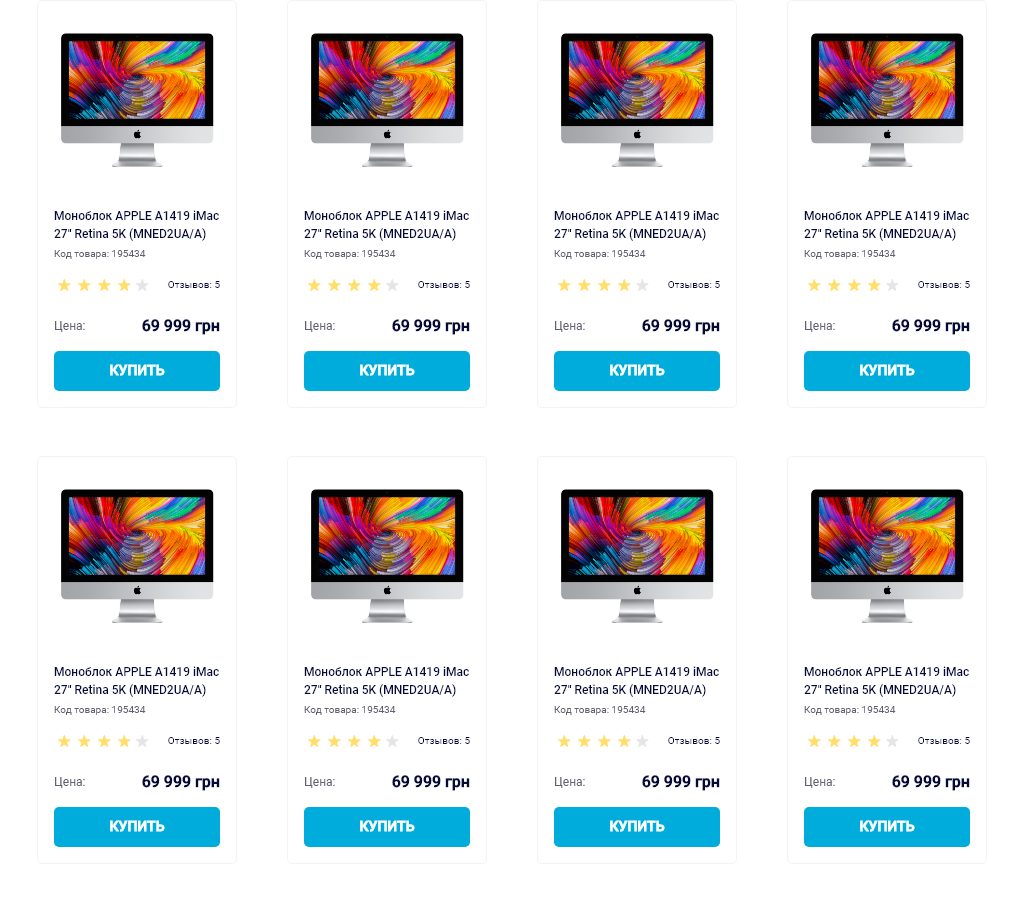 Моноблок APPLE A1419 iMac
27" Retina 5K (MNED2UA/A)
Код товара: 195434
Отзывов: 5
Цена: 69 999 грн
КУПИТЬ
Моноблок APPLE A1419 iMac
27" Retina 5K (MNED2UA/A)
Код товара: 195434
Отзывов: 5
Цена: 69 999 грн
КУПИТЬ
Моноблок APPLE A1419 iMac
27" Retina 5K (MNED2UA/A)
Код товара: 195434
Отзывов: 5
Цена: 69 999 грн
КУПИТЬ
Моноблок APPLE A1419 iMac
27" Retina 5K (MNED2UA/A)
Код товара: 195434
Отзывов: 5
Цена: 69 999 грн
КУПИТЬ
Моноблок APPLE A1419 iMac
27" Retina 5K (MNED2UA/A)
Код товара: 195434
Отзывов: 5
Цена: 69 999 грн
КУПИТЬ
Моноблок APPLE A1419 iMac
27" Retina 5K (MNED2UA/A)
Код товара: 195434
Отзывов: 5
Цена: 69 999 грн
КУПИТЬ
Моноблок APPLE A1419 iMac
27" Retina 5K (MNED2UA/A)
Код товара: 195434
Отзывов: 5
Цена: 69 999 грн
КУПИТЬ
Моноблок APPLE A1419 iMac
27" Retina 5K (MNED2UA/A)
Код товара: 195434
Отзывов: 5
Цена: 69 999 грн
КУПИТЬ